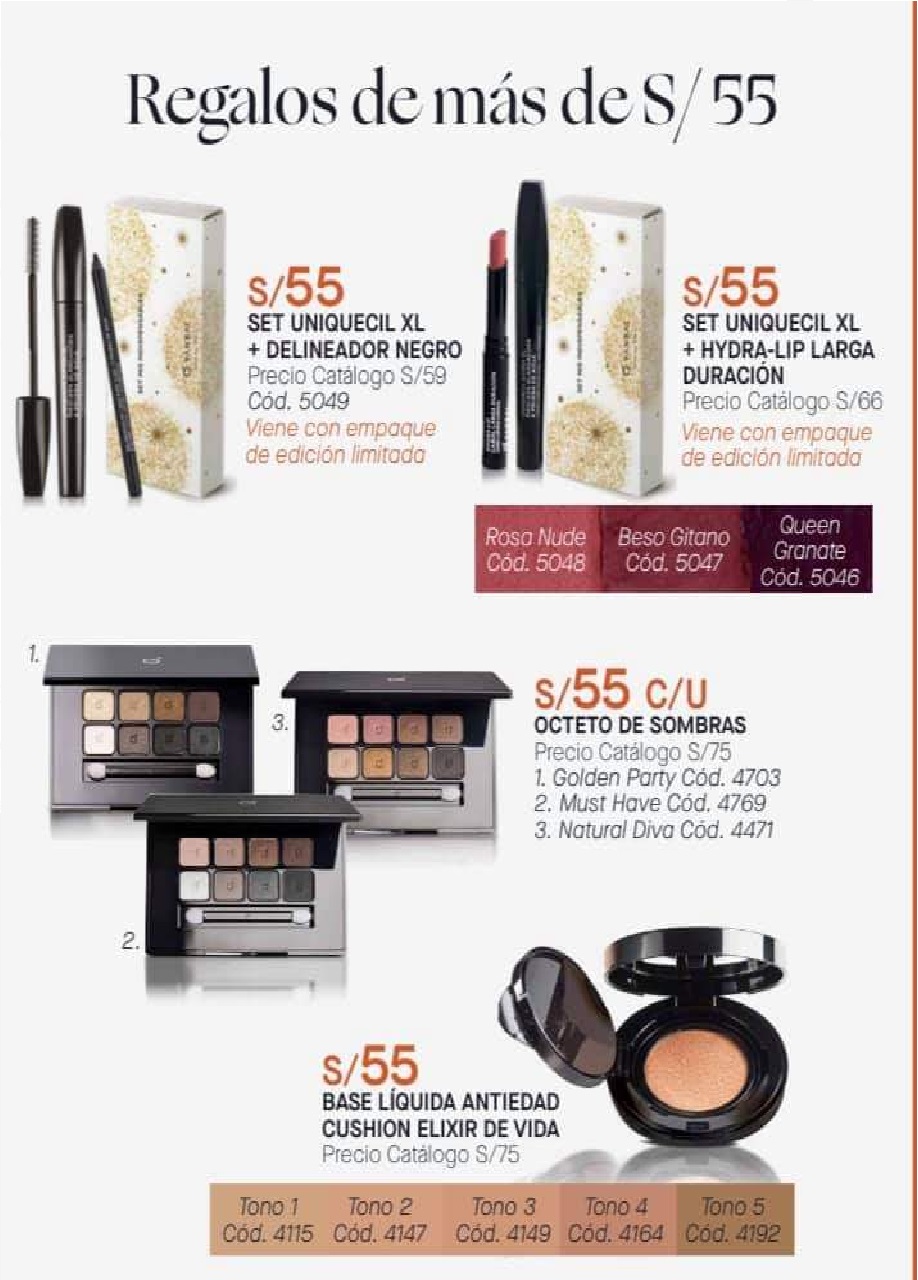 Regalos de más de S/ 55
S/55
SET UNIQUECIL XL
+ DELINEADOR NEGRO
Precio Catálogo S/59
Cód. 5049
Viene con empaque
de edición limitada
S/55
SET UNIQUECIL XL
+ HYDRA-LIP LARGA
DURACIÓN
Precio Catálogo S/66
Viene con empaque
de edición limitada
Rosa Nude
Cód. 5048
Beso Gitano
Cód. 5047
Queen
Granate
Cód. 5046
1.
3.
2.
S/55 C/U
OCTETO DE SOMBRAS
Precio Catálogo S/75
1. Golden Party Cód. 4703
2. Must Have Cód. 4769
3. Natural Diva Cód. 4471
S/55
BASE LÍQUIDA ANTIEDAD
CUSHION ELIXIR DE VIDA
Precio Catálogo S/75
Tono 1
Cód. 4115
Tono 2
Cód. 4147
Tono 3
Cód. 4149
Tono 4
Cód. 4164
Tono 5
Cód. 4192